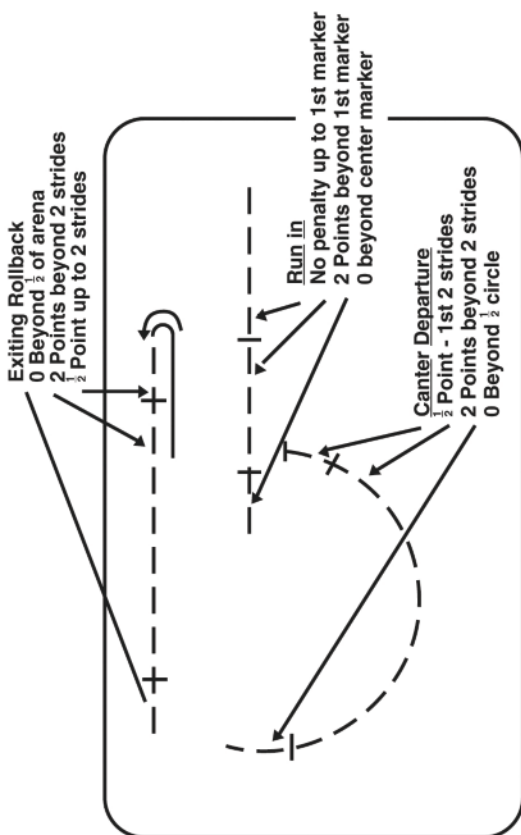 Exiting Rollback
0 Beyond ½ of arena
2 Points beyond 2 strides
½ Point up to 2 strides
Run in
No penalty up to 1st marker
2 Points beyond 1st marker
0 beyond center marker
Canter Departure
½ Point - 1st 2 strides
2 Points beyond 2 strides
0 Beyond ½ circle